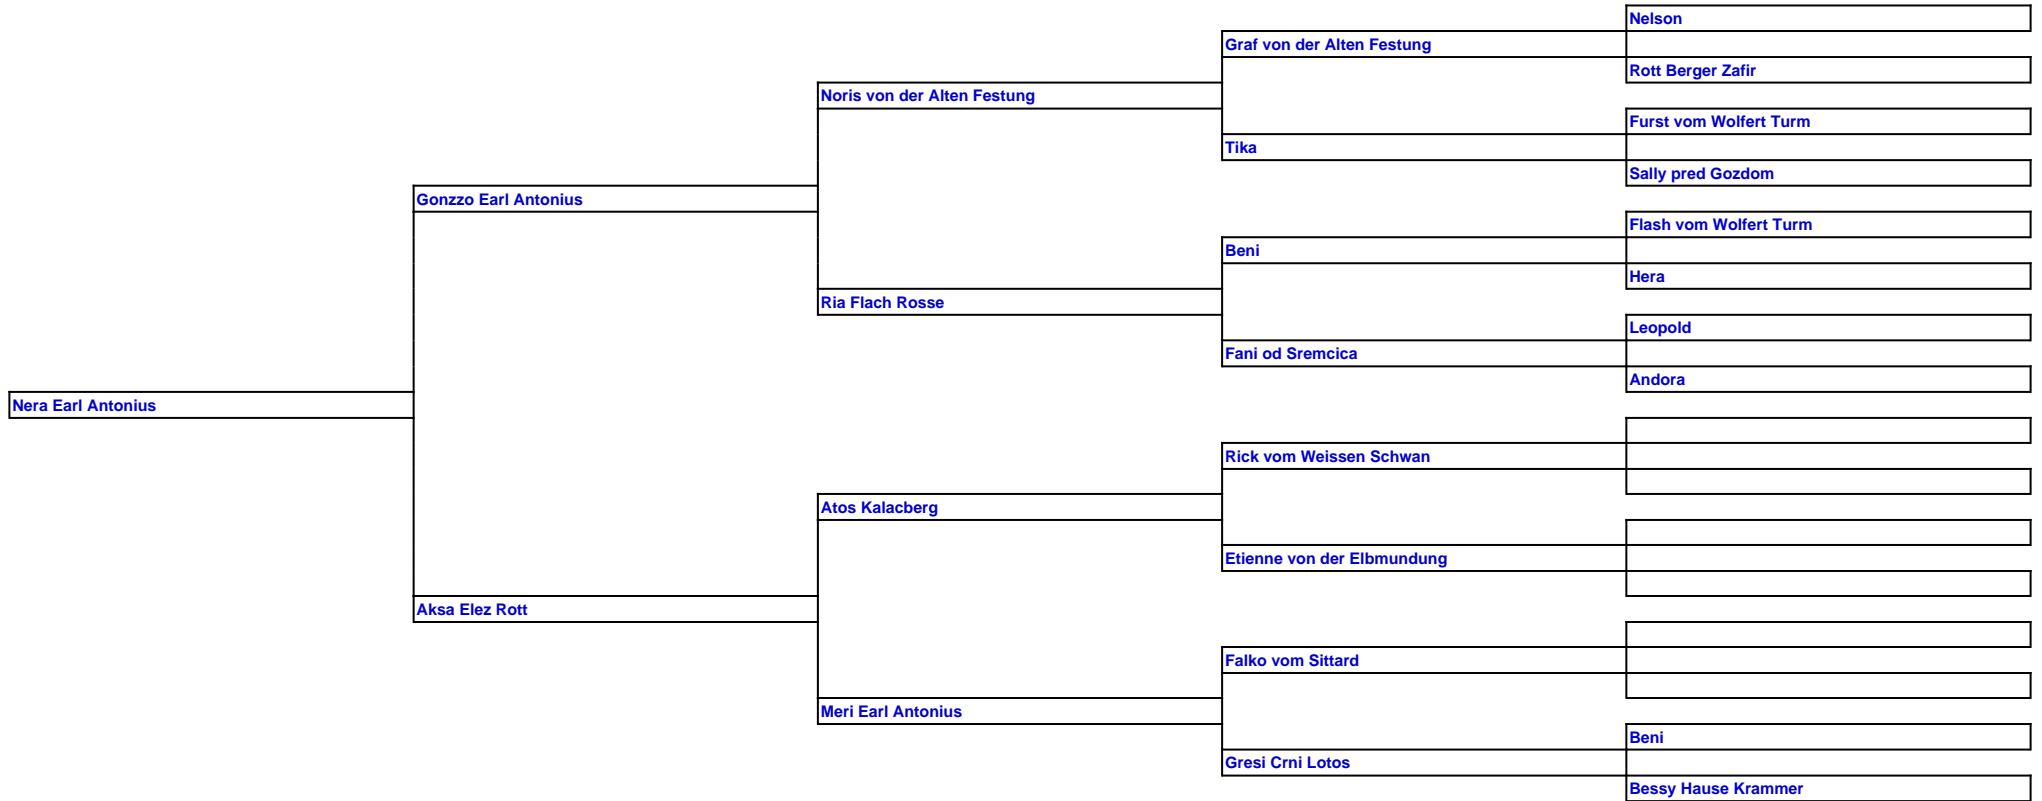 Nelson
Graf von der Alten Festung
Rott Berger Zafir
Noris von der Alten Festung
Furst vom Wolfert Turm
Tika
Sally pred Gozdom
Gonzzo Earl Antonius
Flash vom Wolfert Turm
Beni
Hera
Ria Flach Rosse
Leopold
Fani od Sremcica
Andora
Nera Earl Antonius
Rick vom Weissen Schwan
Atos Kalacberg
Etienne von der Elbmundung
Aksa Elez Rott
Falko vom Sittard
Meri Earl Antonius
Beni
Gresi Crni Lotos
Bessy Hause Krammer